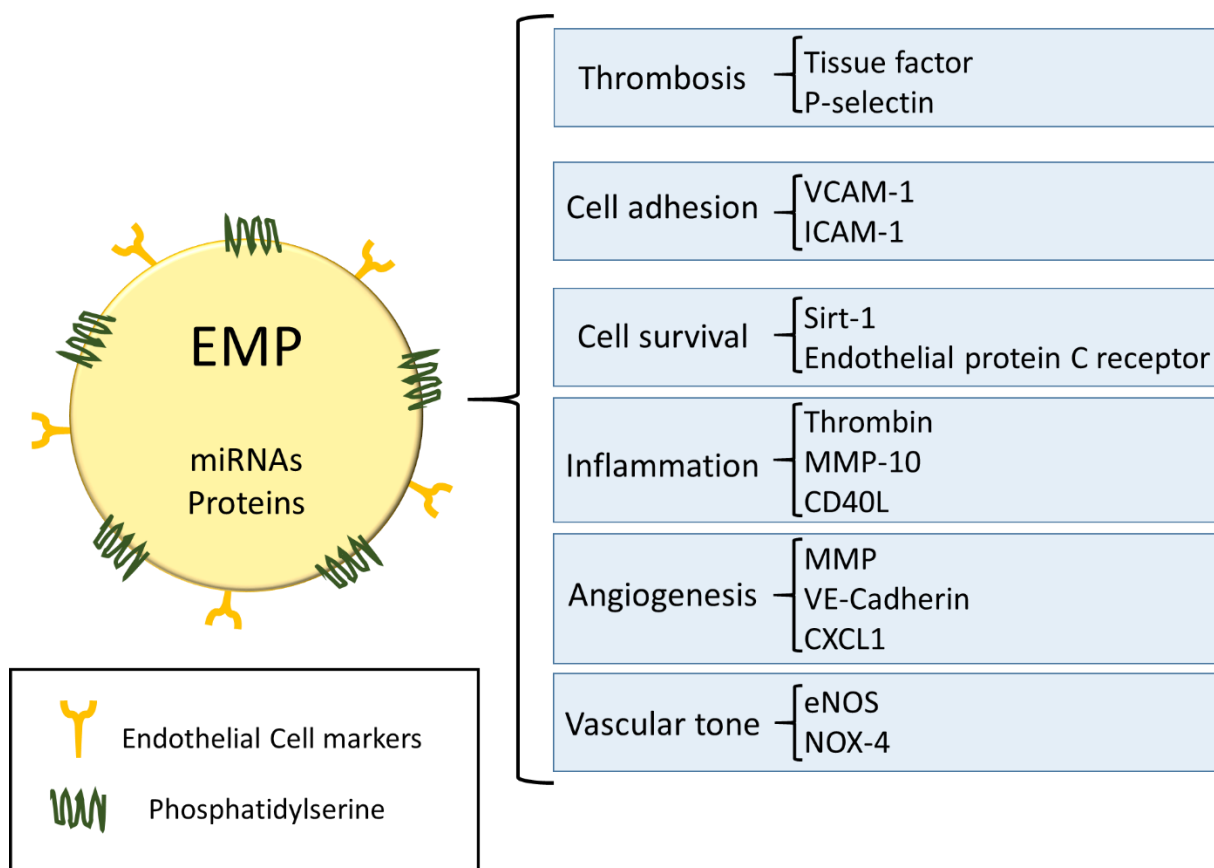 EMP
miRNAs
Proteins
Endothelial Cell markers
Phosphatidylserine
Thrombosis
Tissue factor
P-selectin
Cell adhesion
VCAM-1
ICAM-1
Cell survival
Sirt-1
Endothelial protein C receptor
Inflammation
Thrombin
MMP-10
CD40L
Angiogenesis
MMP
VE-Cadherin
CXCL1
Vascular tone
eNOS
NOX-4